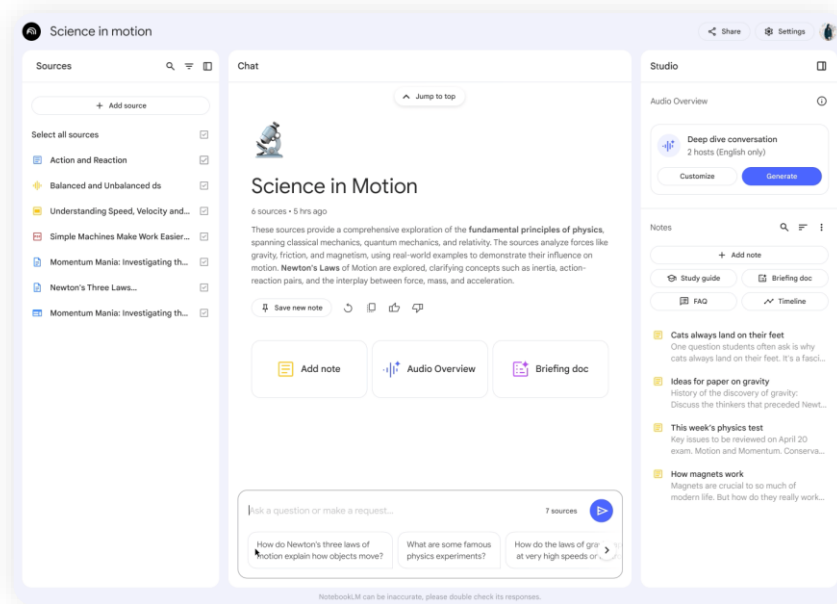 Science in motion
Share
Settings
Sources
+ Add source
Select all sources
Action and Reaction
Balanced and Unbalanced ds
Understanding Speed, Velocity and...
Simple Machines Make Work Easier...
Momentum Mania: Investigating th...
Newton's Three Laws...
Momentum Mania: Investigating th...
Chat
Jump to top
Science in Motion
6 sources • 5 hrs ago
These sources provide a comprehensive exploration of the fundamental principles of physics,
spanning classical mechanics, quantum mechanics, and relativity. The sources analyze forces like
gravity, friction, and magnetism, using real-world examples to demonstrate their influence on
motion. Newton's Laws of Motion are explored, clarifying concepts such as inertia, action-
reaction pairs, and the interplay between force, mass, and acceleration.
Save new note
Add note
Audio Overview
Briefing doc
Ask a question or make a request...
7 sources
How do Newton's three laws of
motion explain how objects move?
What are some famous
physics experiments?
How do the laws of
at very high speeds or
NotebookLM can be inaccurate, please double check its responses.
Studio
Audio Overview
Deep dive conversation
2 hosts (English only)
Customize
Generate
Notes
+ Add note
Study guide
Briefing doc
FAQ
Timeline
Cats always land on their feet
One question students often ask is why
cats always land on their feet. It's a fasci...
Ideas for paper on gravity
History of the discovery of gravity:
Discuss the thinkers that preceded Newt...
This week's physics test
Key issues to be reviewed on April 20
exam. Motion and Momentum. Conserva...
How magnets work
Magnets are crucial to so much of
modern life. But how do they really work...